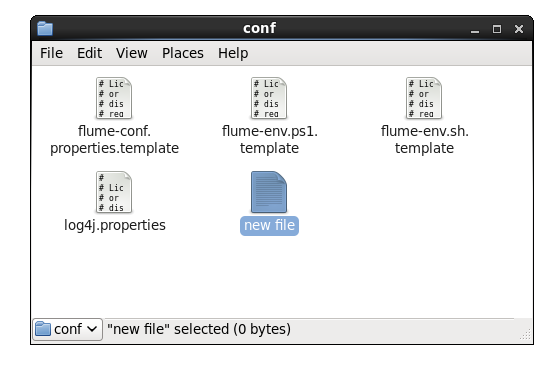 conf
File Edit View Places Help
# Lic
# or
# dis
# req
# Lic
# or
# dis
# req
# Lic
# or
# dis
# req
flume-conf.
properties.template
flume-env.ps1.
template
flume-env.sh.
template
#
# Lic
# or
# dis
log4j.properties
new file
conf "new file" selected (0 bytes)